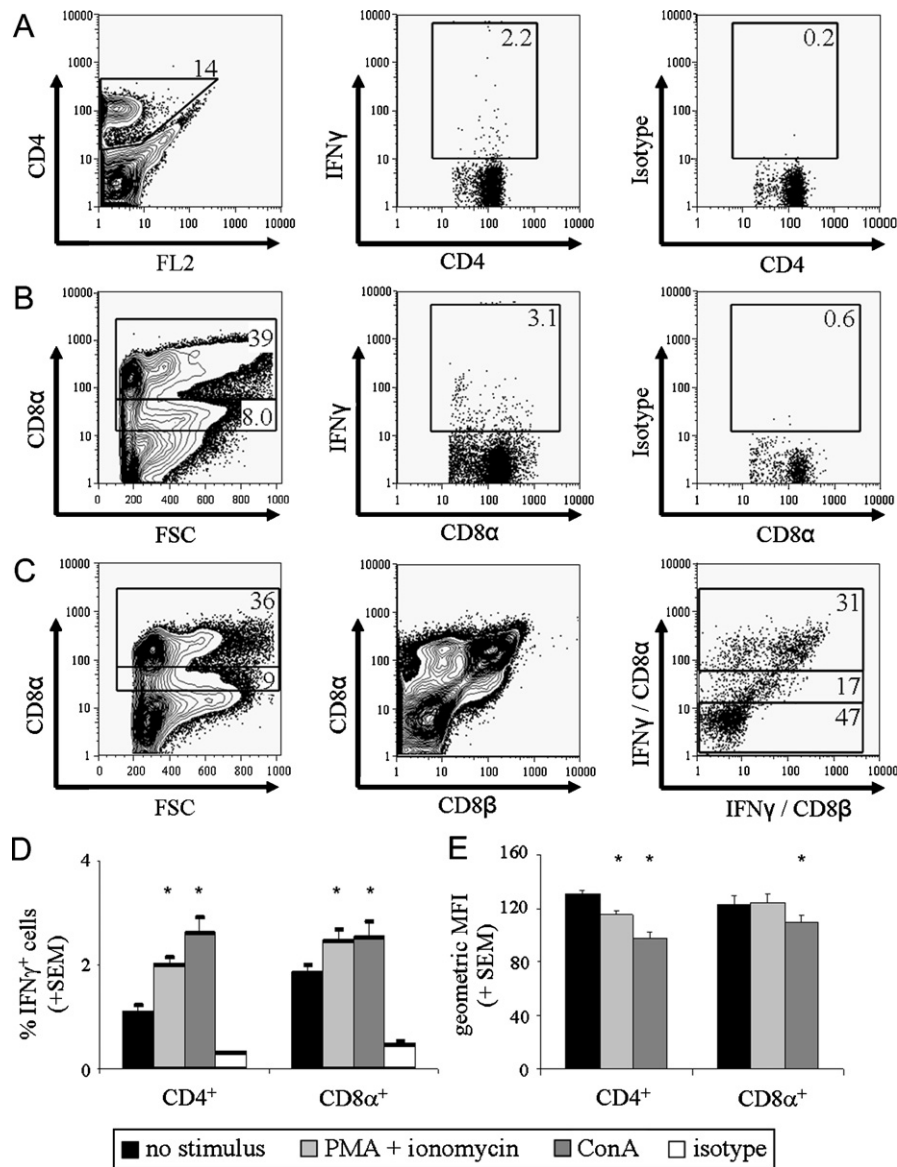 A
10000
1000
100
10
1
CD4
14
1 10 100 1000 10000
FL2
10000
1000
100
10
1
IFNγ
2.2
1 10 100 1000 10000
CD4
10000
1000
100
10
1
Isotype
0.2
1 10 100 1000 10000
CD4
B
10000
1000
100
10
1
CD8α
39
8.0
0 200 400 600 800 1000
FSC
10000
1000
100
10
1
IFNγ
3.1
1 10 100 1000 10000
CD8α
10000
1000
100
10
1
Isotype
0.6
1 10 100 1000 10000
CD8α
C
10000
1000
100
10
1
CD8α
36
9
0 200 400 600 800 1000
FSC
10000
1000
100
10
1
CD8α
1 10 100 1000 10000
CD8β
10000
1000
100
10
1
IFNγ / CD8α
31
17
47
1 10 100 1000 10000
IFNγ / CD8β
D
4
2
0
% IFNγ+ cells
(+SEM)
* * * *
CD4+ CD8α+
E
160
120
80
40
0
geometric MFI
(+ SEM)
* * *
CD4+ CD8α+
no stimulus PMA + ionomycin ConA isotype